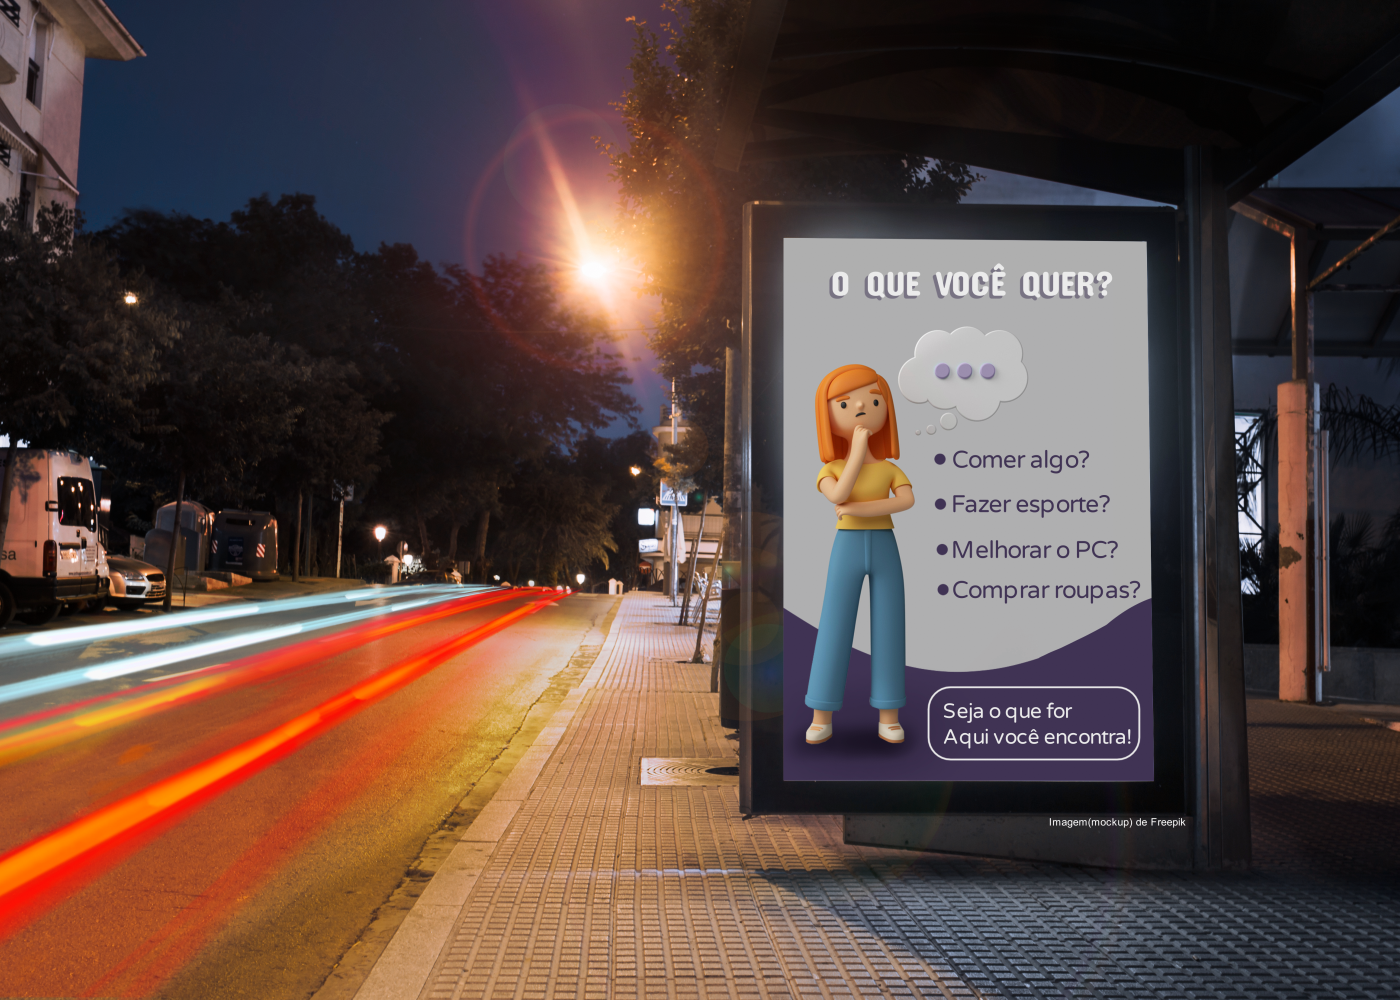 O QUE VOCÊ QUER?
• Comer algo?
• Fazer esporte?
• Melhorar o PC?
• Comprar roupas?
Seja o que for
Aqui você encontra!
Imagem(mockup) de Freepik
sa